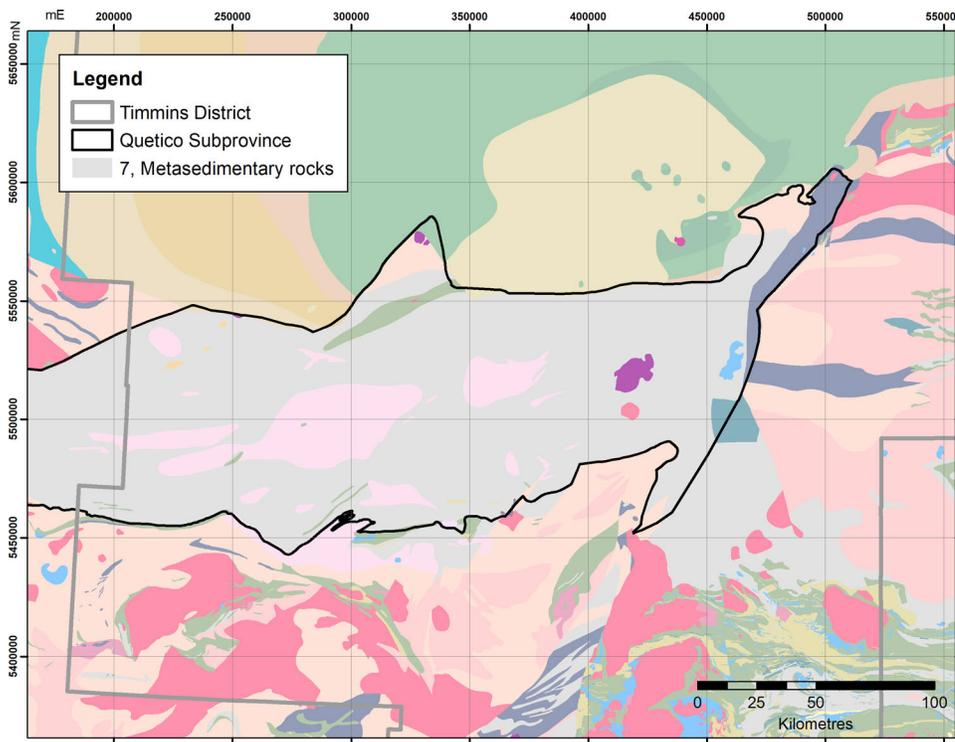 mE 200000 250000 300000 350000 400000 450000 500000 55000
mN
5650000
5600000
5550000
5500000
5450000
5400000
Legend
Timmins District
Quetico Subprovince
7, Metasedimentary rocks
0 25 50 100
Kilometres